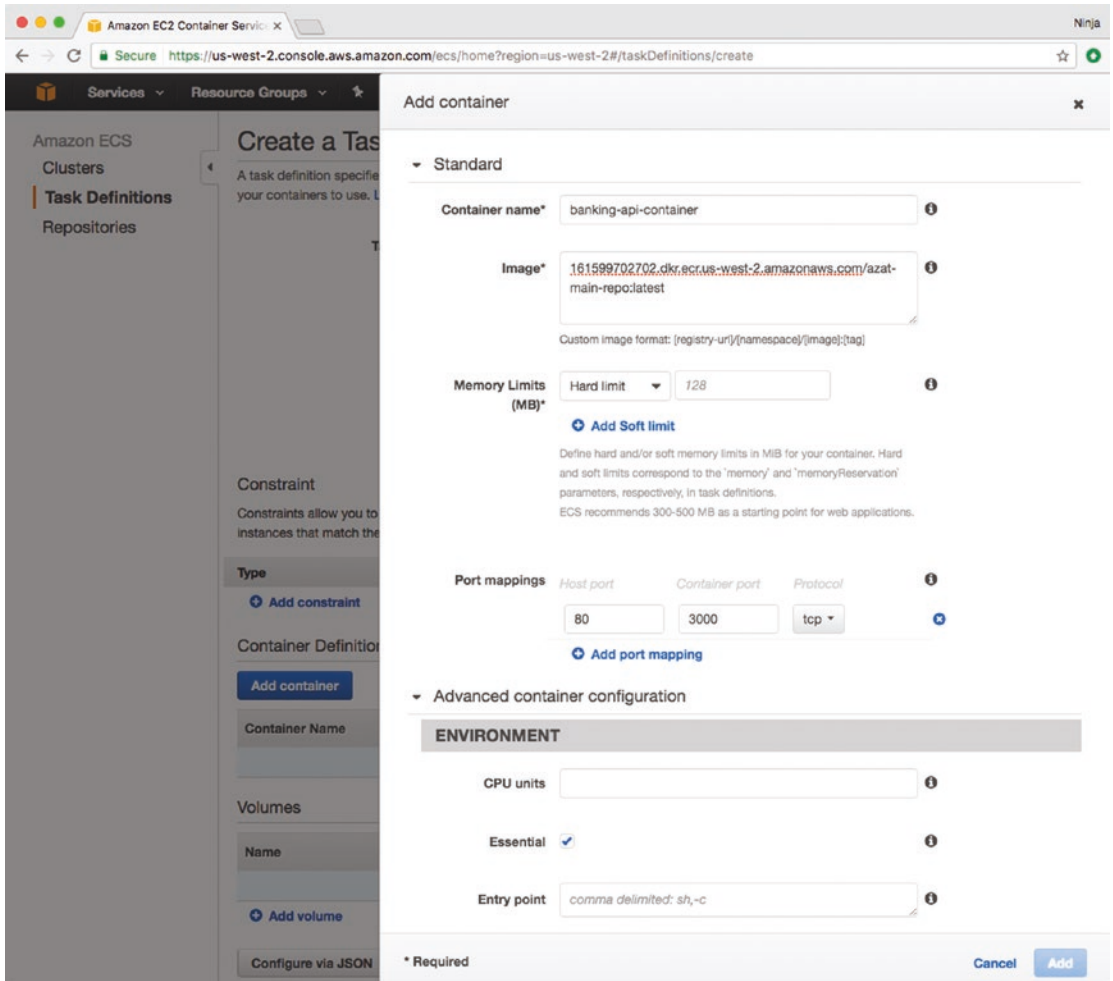 Amazon EC2 Container Servic
Ninja
Secure https://us-west-2.console.aws.amazon.com/ecs/home?region=us-west-2#/taskDefinitions/create
Services Resource Groups
Add container
Amazon ECS
Clusters
Task Definitions
Repositories
Create a Tas
A task definition specifie
your containers to use. L
T
Constraint
Constraints allow you to
instances that match the
Type
Add constraint
Container Definition
Add container
Container Name
Volumes
Name
Add volume
Configure via JSON
Standard
Container name* banking-api-container
Image* 161599702702.dkr.ecr.us-west-2.amazonaws.com/azat-
main-repo:latest
Custom image format: [registry-url]/[namespace]/[image]:[tag]
Memory Limits Hard limit 128
(MB)*
Add Soft limit
Define hard and/or soft memory limits in MiB for your container. Hard
and soft limits correspond to the `memory` and `memoryReservation`
parameters, respectively, in task definitions.
ECS recommends 300-500 MB as a starting point for web applications.
Port mappings Host port Container port Protocol
80 3000 tcp
Add port mapping
Advanced container configuration
ENVIRONMENT
CPU units
Essential
Entry point comma delimited: sh,-c
* Required Cancel Add